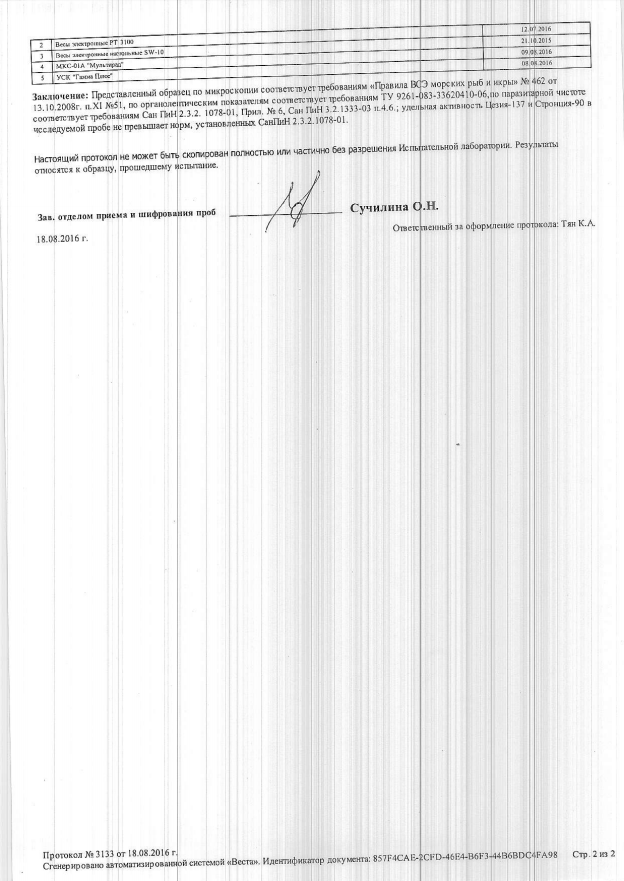 12.07.2016
2 Весы электронные РТ 3100 21.10.2015
3 Весы электронные напольные SW-10 09.08.2016
4 МКС-01А "Мультирад" 08.08.2016
5 УСК "Гамма Плюс"
Заключение: Представленный образец по микроскопии соответствует требованиям «Правила ВСЭ морских рыб и икры» № 462 от
13.10.2008г. п.XI №51, по органолептическим показателям соответствует требованиям ТУ 9261-083-33620410-06,по паразитарной чистоте
соответствует требованиям Сан ПиН 2.3.2. 1078-01, Прил. № 6, Сан ПиН 3.2.1333-03 п.4.6.; удельная активность Цезия-137 и Стронция-90 в
исследуемой пробе не превышает норм, установленных СанПиН 2.3.2.1078-01.
Настоящий протокол не может быть скопирован полностью или частично без разрешения Испытательной лаборатории. Результаты
относятся к образцу, прошедшему испытание.
Зав. отделом приема и шифрования проб Сучилина О.Н.
18.08.2016 г.
Ответственный за оформление протокола: Тян К.А.
Протокол № 3133 от 18.08.2016 г.
Сгенерировано автоматизированной системой «Веста». Идентификатор документа: 857F4CAE-2CFD-46E4-B6F3-44B6BDC4FA98 Стр. 2 из 2